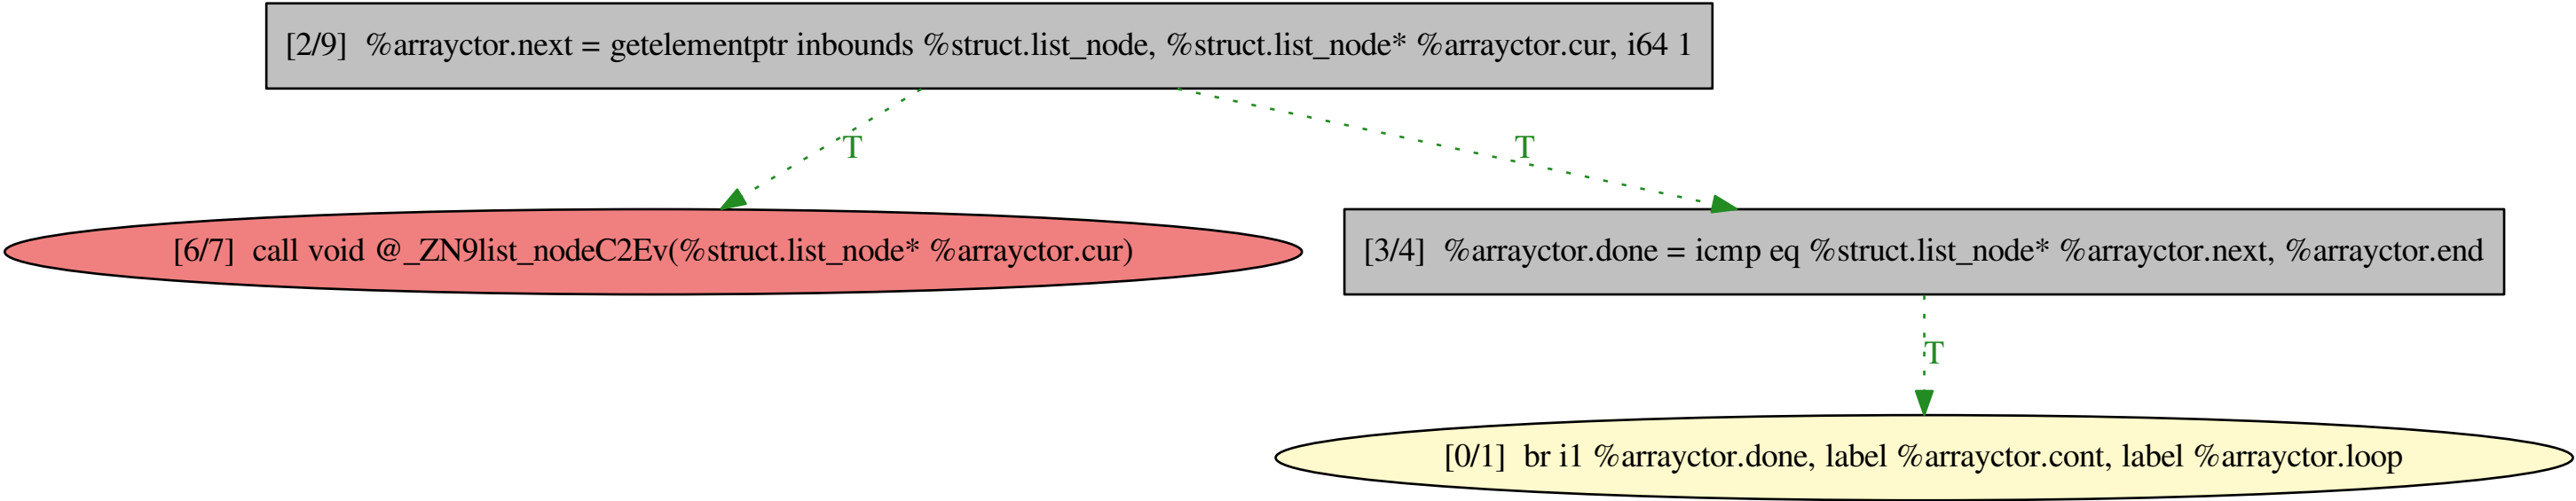 [2/9] %arrayctor.next = getelementptr inbounds %struct.list_node, %struct.list_node* %arrayctor.cur, i64 1
T
T
[6/7] call void @_ZN9list_nodeC2Ev(%struct.list_node* %arrayctor.cur)
[3/4] %arrayctor.done = icmp eq %struct.list_node* %arrayctor.next, %arrayctor.end
T
[0/1] br i1 %arrayctor.done, label %arrayctor.cont, label %arrayctor.loop